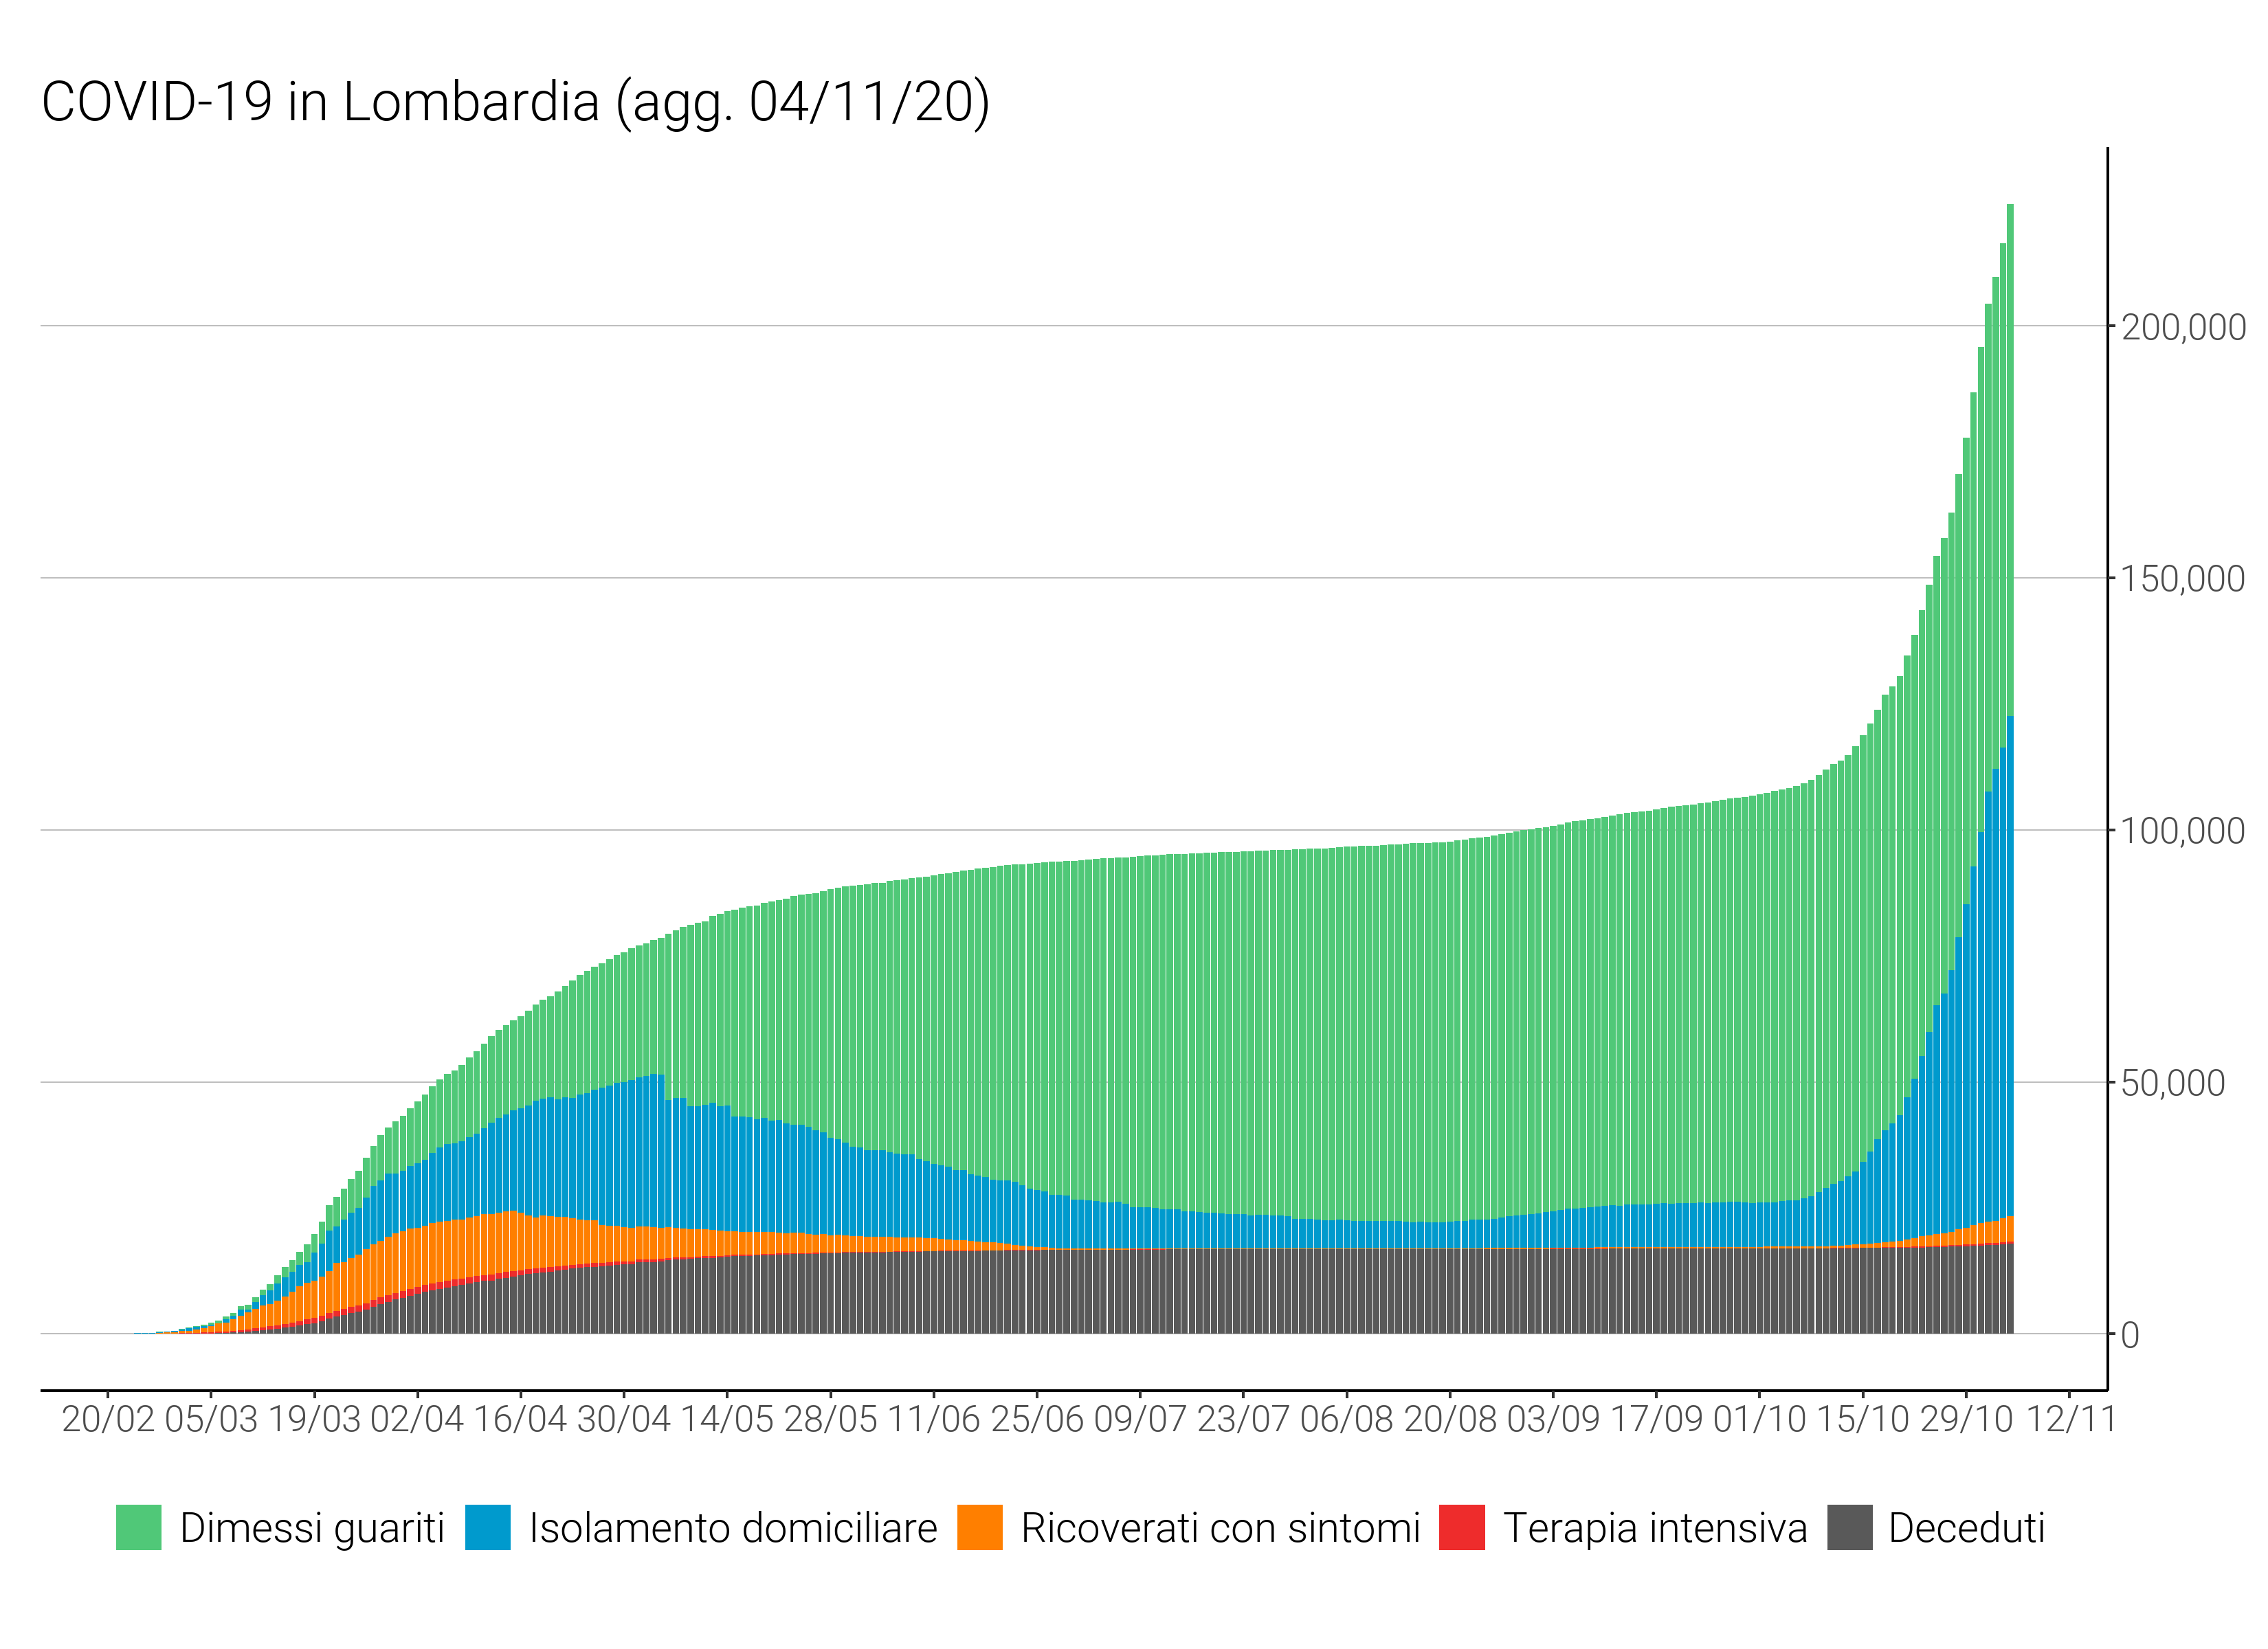 COVID-19 in Lombardia (agg. 04/11/20)
200,000
150,000
100,000
50,000
0
20/02 05/03 19/03 02/04 16/04 30/04 14/05 28/05 11/06 25/06 09/07 23/07 06/08 20/08 03/09 17/09 01/10 15/10 29/10 12/11
Dimessi guariti Isolamento domiciliare Ricoverati con sintomi Terapia intensiva Deceduti